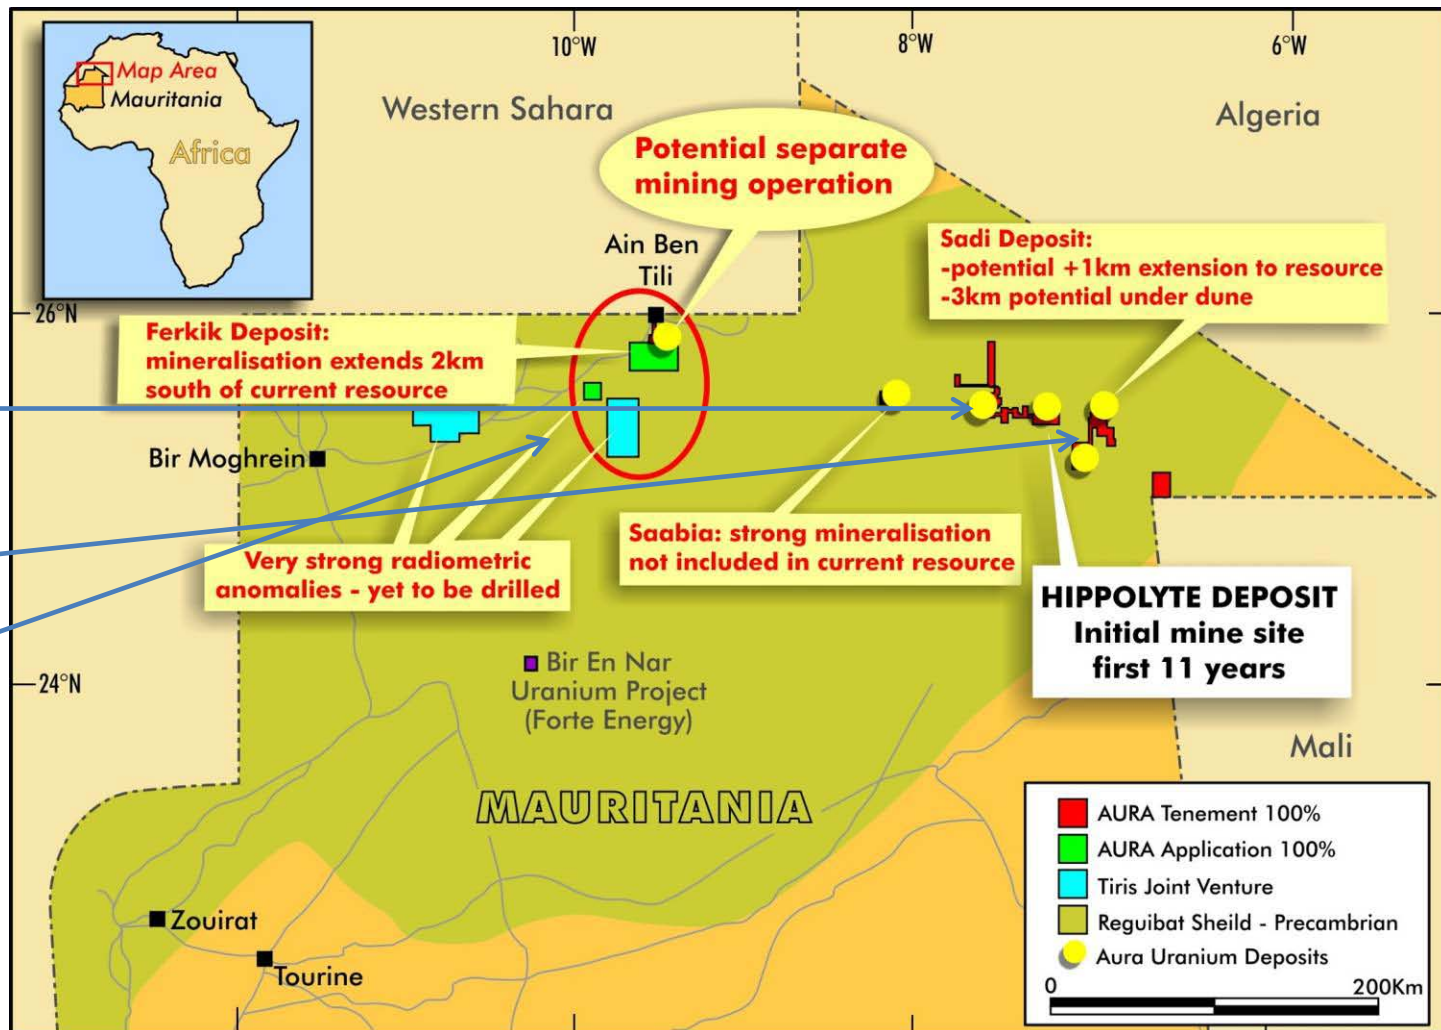 10°W
8°W
6°W
Map Area
Mauritania
Africa
Western Sahara
Algeria
Potential separate
mining operation
Ain Ben
Tili
Sadi Deposit:
-potential +1km extension to resource
-3km potential under dune
26°N
Ferkik Deposit:
mineralisation extends 2km
south of current resource
Bir Moghrein
Very strong radiometric
anomalies - yet to be drilled
Saabia: strong mineralisation
not included in current resource
HIPPOLYTE DEPOSIT
Initial mine site
first 11 years
24°N
Bir En Nar
Uranium Project
(Forte Energy)
Mali
MAURITANIA
AURA Tenement 100%
AURA Application 100%
Tiris Joint Venture
Reguibat Sheild - Precambrian
Aura Uranium Deposits
0
200Km
Zouirat
Tourine